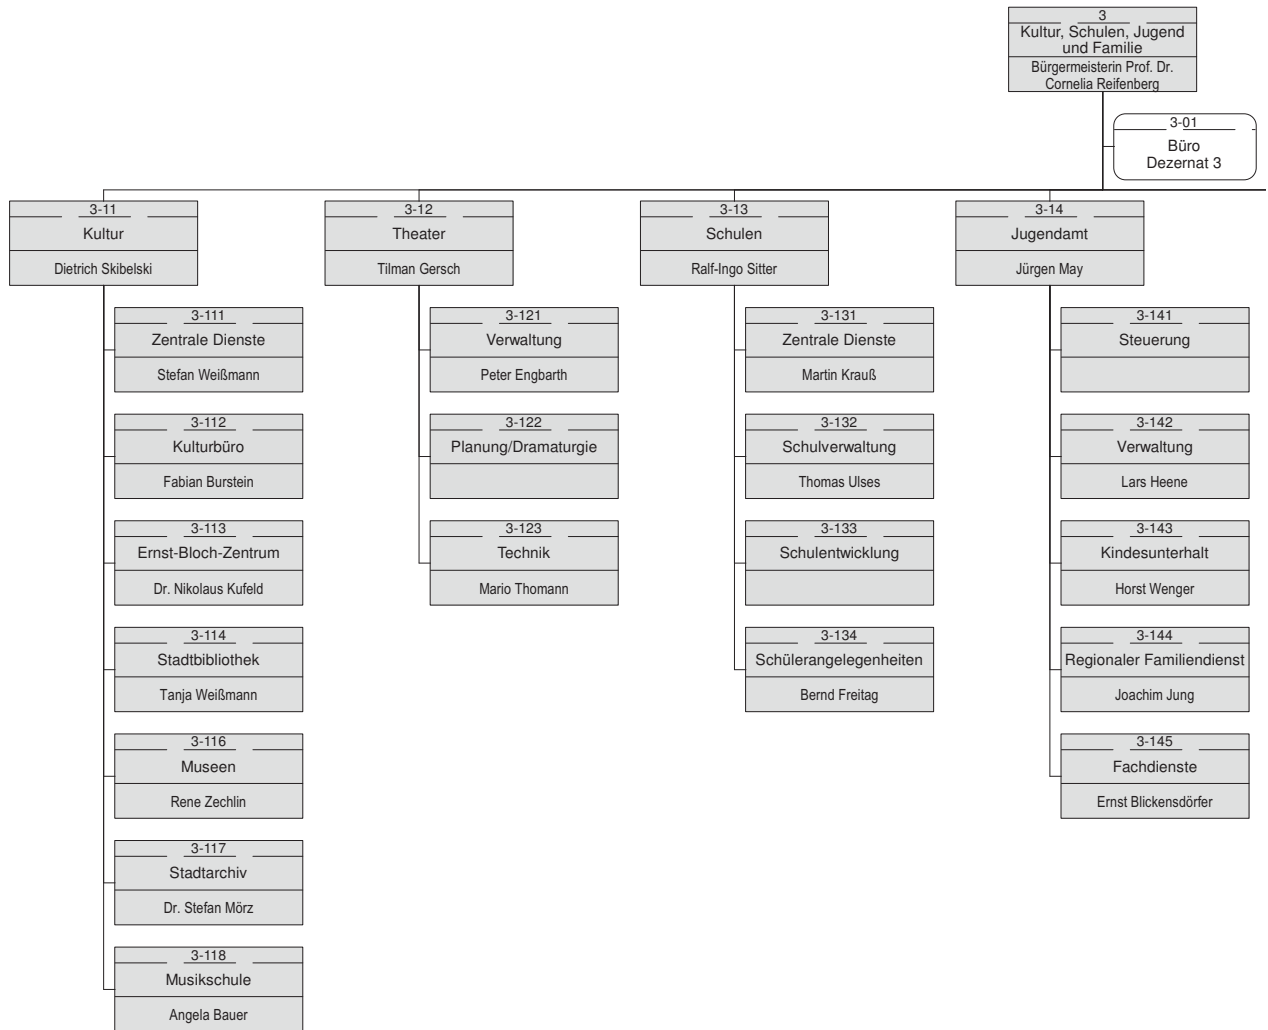 3
Kultur, Schulen, Jugend
und Familie
Bürgermeisterin Prof. Dr.
Cornelia Reifenberg
3-01
Büro
Dezernat 3
3-11
Kultur
Dietrich Skibelski
3-111
Zentrale Dienste
Stefan Weißmann
3-112
Kulturbüro
Fabian Burstein
3-113
Ernst-Bloch-Zentrum
Dr. Nikolaus Kufeld
3-114
Stadtbibliothek
Tanja Weißmann
3-116
Museen
Rene Zechlin
3-117
Stadtarchiv
Dr. Stefan Mörz
3-118
Musikschule
Angela Bauer
3-12
Theater
Tilman Gersch
3-121
Verwaltung
Peter Engbarth
3-122
Planung/Dramaturgie
3-123
Technik
Mario Thomann
3-13
Schulen
Ralf-Ingo Sitter
3-131
Zentrale Dienste
Martin Krauß
3-132
Schulverwaltung
Thomas Ulses
3-133
Schulentwicklung
3-134
Schülerangelegenheiten
Bernd Freitag
3-14
Jugendamt
Jürgen May
3-141
Steuerung
3-142
Verwaltung
Lars Heene
3-143
Kindesunterhalt
Horst Wenger
3-144
Regionaler Familiendienst
Joachim Jung
3-145
Fachdienste
Ernst Blickensdörfer